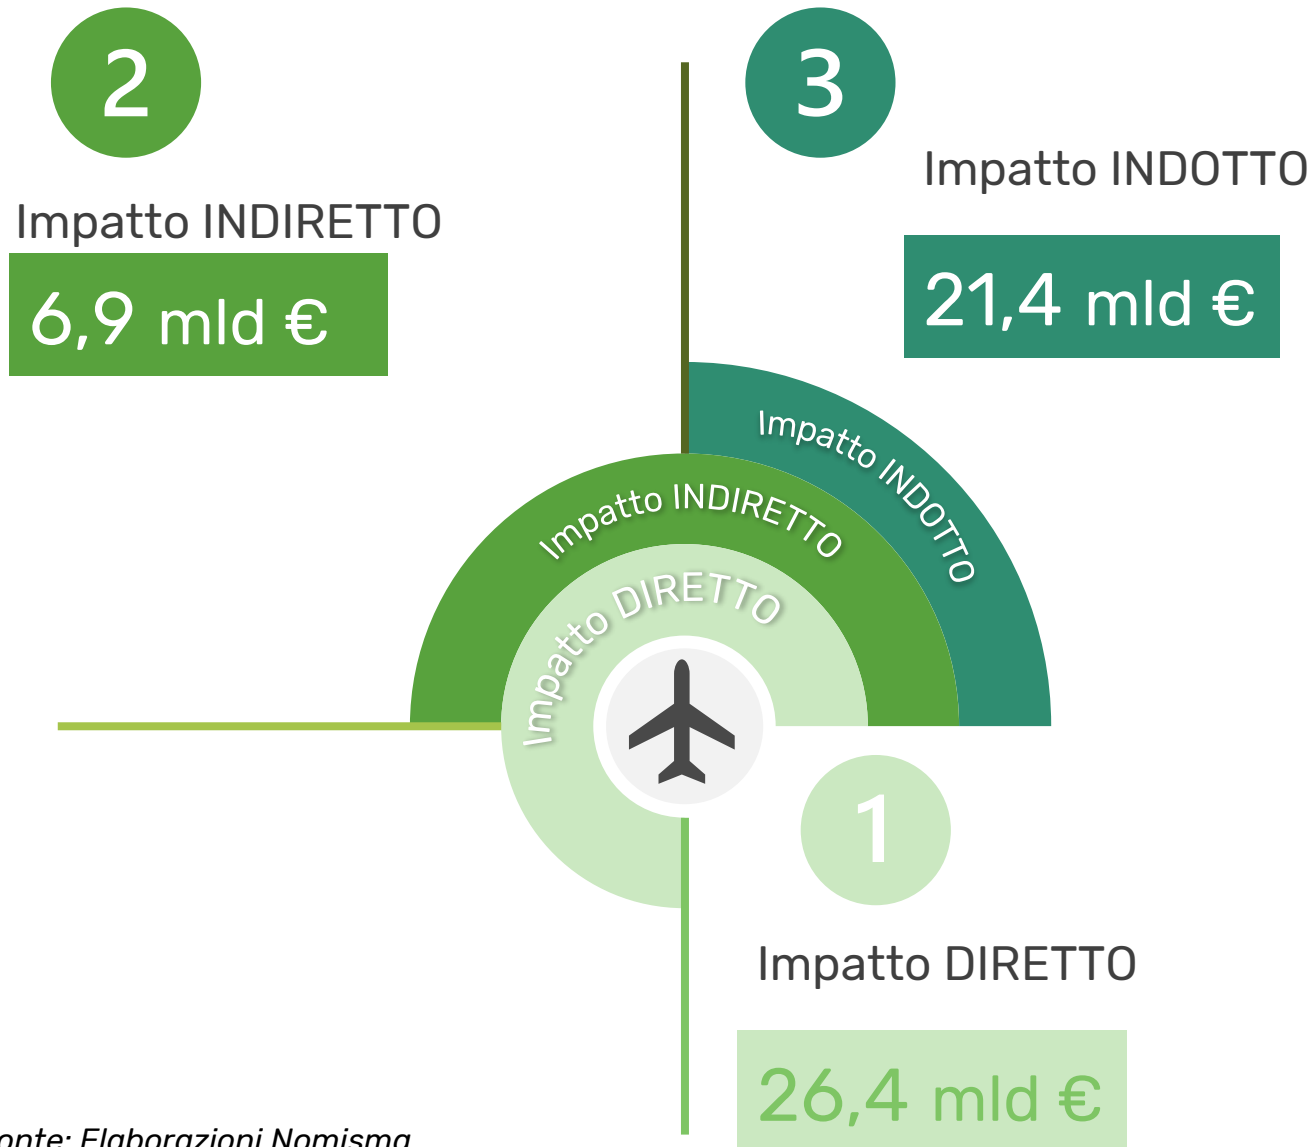 2
Impatto INDIRETTO
6,9 mld €
3
Impatto INDOTTO
21,4 mld €
Impatto INDOTTO
Impatto INDIRETTO
Impatto DIRETTO
1
Impatto DIRETTO
26,4 mld €
onte: Elaborazioni Nomisma